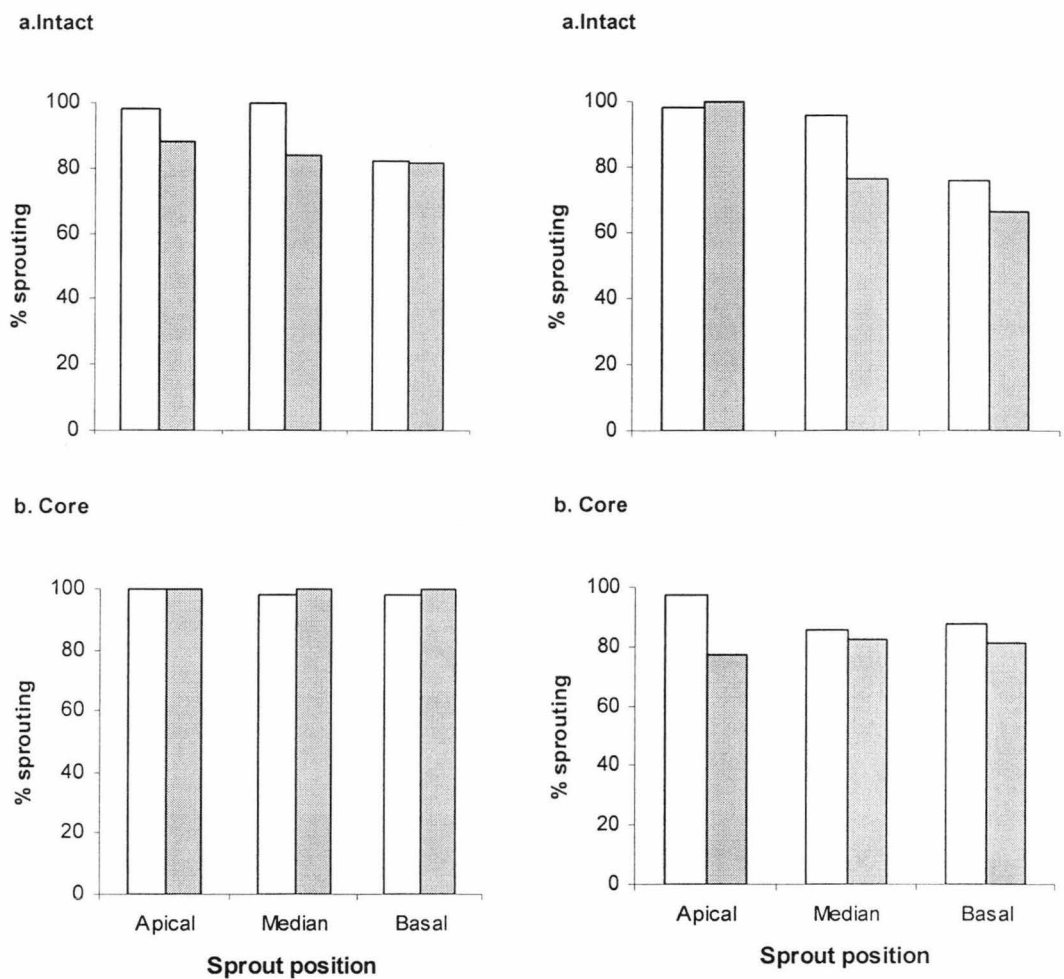 a.Intact
% sprouting
100
80
60
40
20
0
a.Intact
% sprouting
100
80
60
40
20
0
b. Core
% sprouting
100
80
60
40
20
0
Apical Median Basal
Sprout position
b. Core
% sprouting
100
80
60
40
20
0
Apical Median Basal
Sprout position